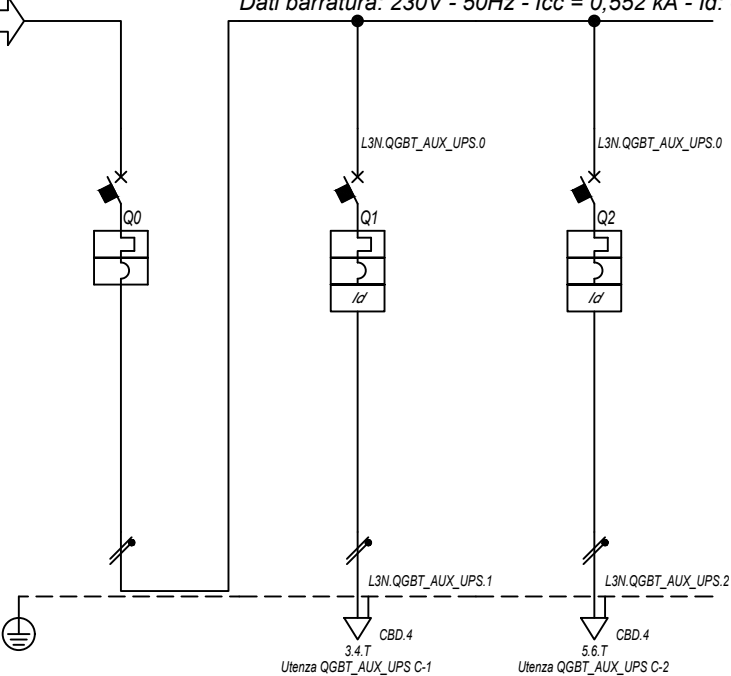 Dati barratura: 230V - 50Hz - Icc = 0,552 kA - Id:
L3N.QGBT_AUX_UPS.0
L3N.QGBT_AUX_UPS.0
Q0
Q1
Q2
Id
Id
L3N.QGBT_AUX_UPS.1
L3N.QGBT_AUX_UPS.2
CBD.4
CBD.4
3.4.T
5.6.T
Utenza QGBT_AUX_UPS C-1
Utenza QGBT_AUX_UPS C-2